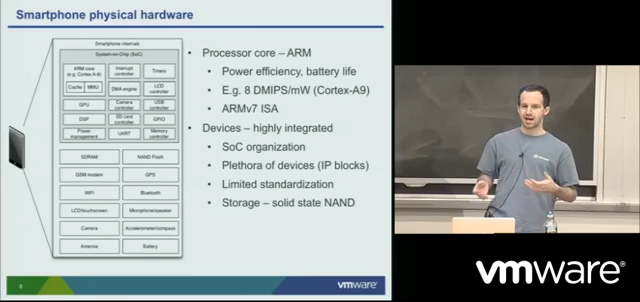 Smartphone physical hardware
Smartphone internals
System-on-Chip (SoC)
ARM core
(e.g. Cortex A-9)
Cache
MMU
Interrupt
controller
Timers
DMA engine
LCD
controller
GPU
Camera
controller
USB
controller
DSP
SD card
controller
GPIO
Power
management
UART
Memory
controller
SDRAM
NAND Flash
GSM modem
GPS
WiFi
Bluetooth
LCD/touchscreen
Microphone/speaker
Camera
Accelerometer/compass
Antenna
Battery
• Processor core – ARM
• Power efficiency, battery life
• E.g. 8 DMIPS/mW (Cortex-A9)
• ARMv7 ISA
• Devices – highly integrated
• SoC organization
• Plethora of devices (IP blocks)
• Limited standardization
• Storage – solid state NAND
6
vmware
vmware®